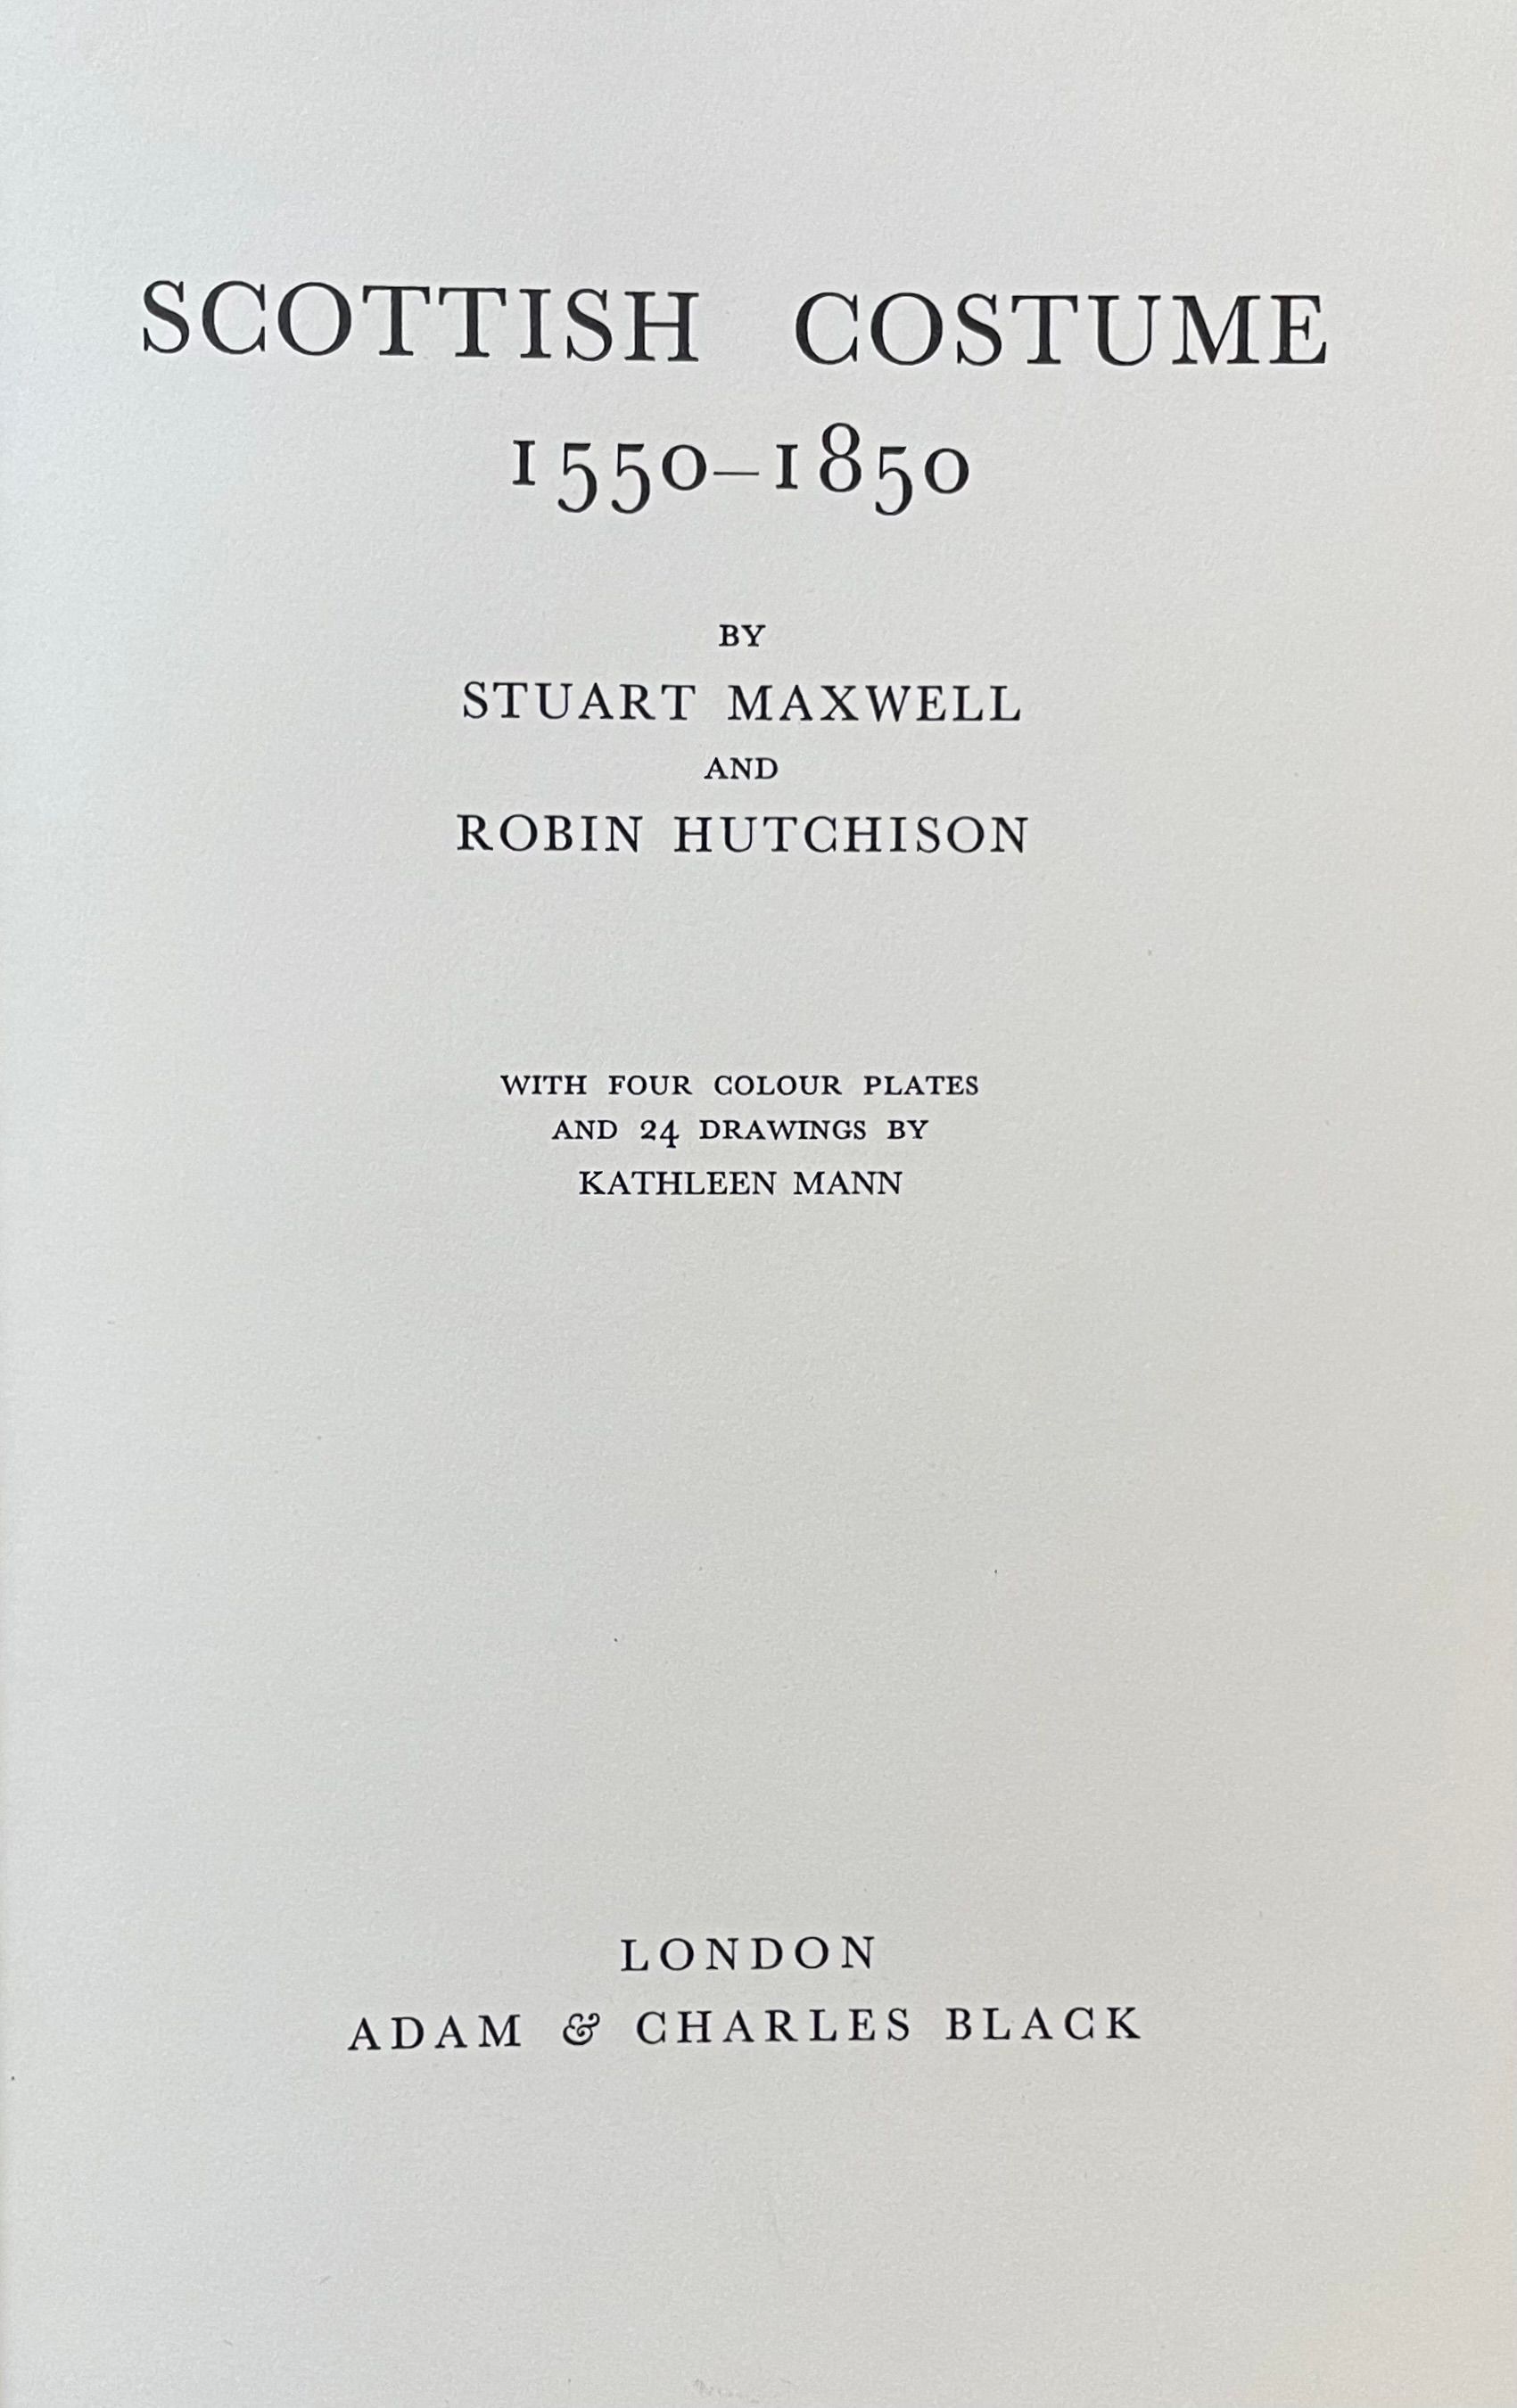 SCOTTISH COSTUME
1550–1850
BY
STUART MAXWELL
AND
ROBIN HUTCHISON
WITH FOUR COLOUR PLATES
AND 24 DRAWINGS BY
KATHLEEN MANN
LONDON
ADAM & CHARLES BLACK